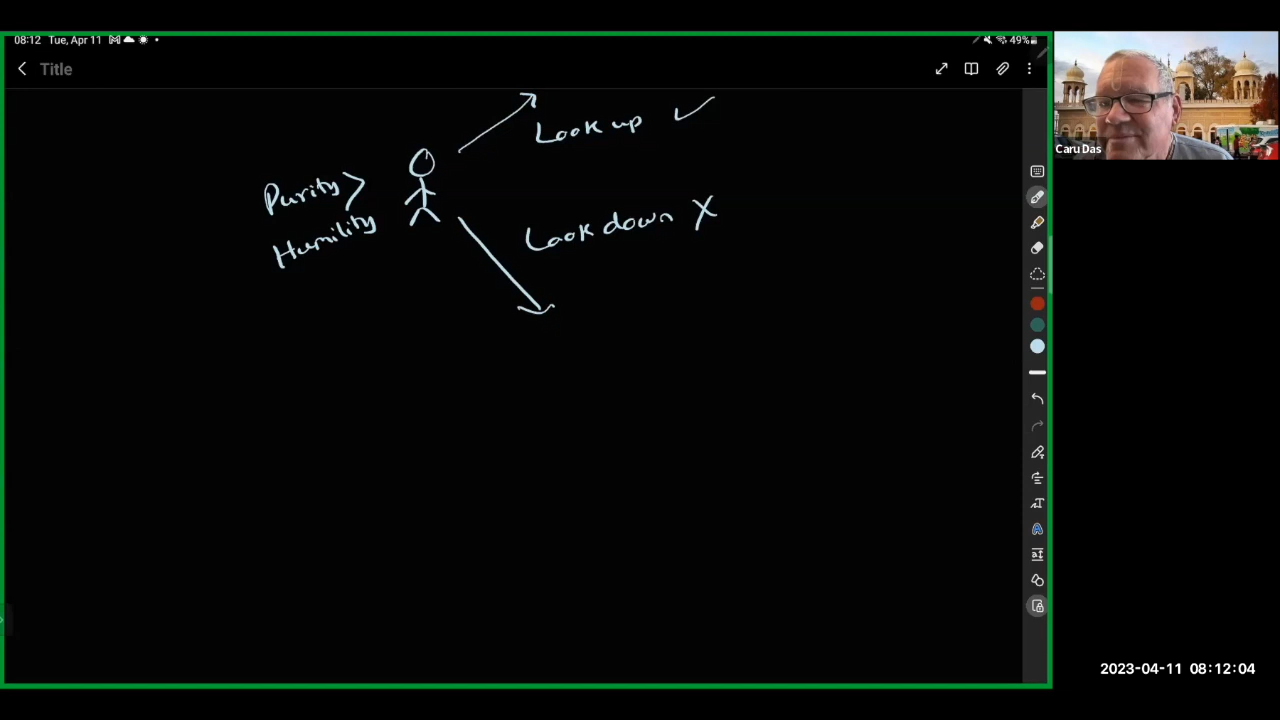 08:12 Tue, Apr 11
49%
Title
Look up
Purity >
Humility
Look down X
Caru Das
2023-04-11 08:12:04